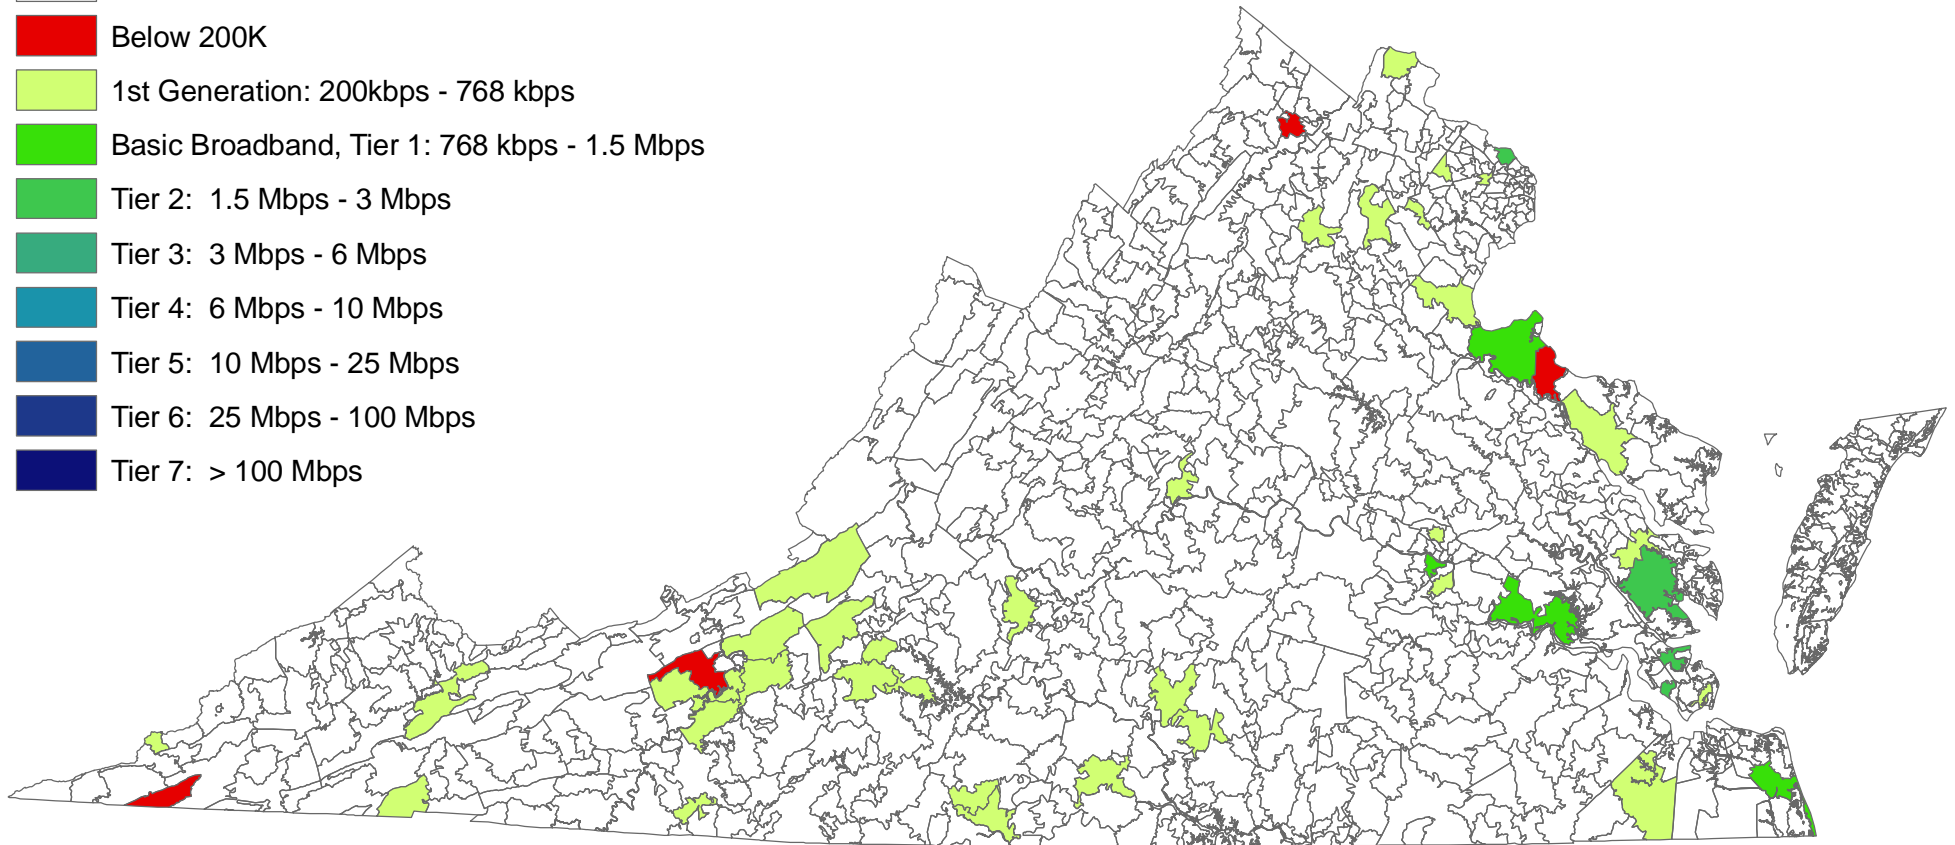 Below 200K
1st Generation: 200kbps - 768 kbps
Basic Broadband, Tier 1: 768 kbps - 1.5 Mbps
Tier 2: 1.5 Mbps - 3 Mbps
Tier 3: 3 Mbps - 6 Mbps
Tier 4: 6 Mbps - 10 Mbps
Tier 5: 10 Mbps - 25 Mbps
Tier 6: 25 Mbps - 100 Mbps
Tier 7: > 100 Mbps